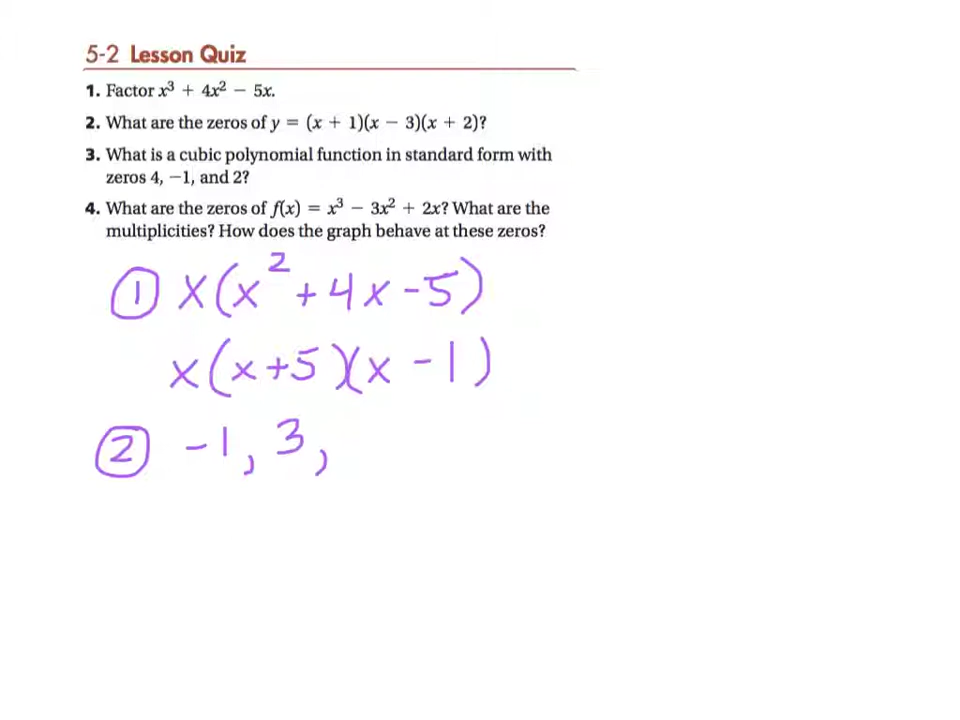 5-2 Lesson Quiz
1. Factor x³ + 4x² − 5x.
2. What are the zeros of y = (x + 1)(x − 3)(x + 2)?
3. What is a cubic polynomial function in standard form with
zeros 4, −1, and 2?
4. What are the zeros of f(x) = x³ − 3x² + 2x? What are the
multiplicities? How does the graph behave at these zeros?
① x(x² + 4x − 5)
x(x + 5)(x − 1)
② −1, 3,